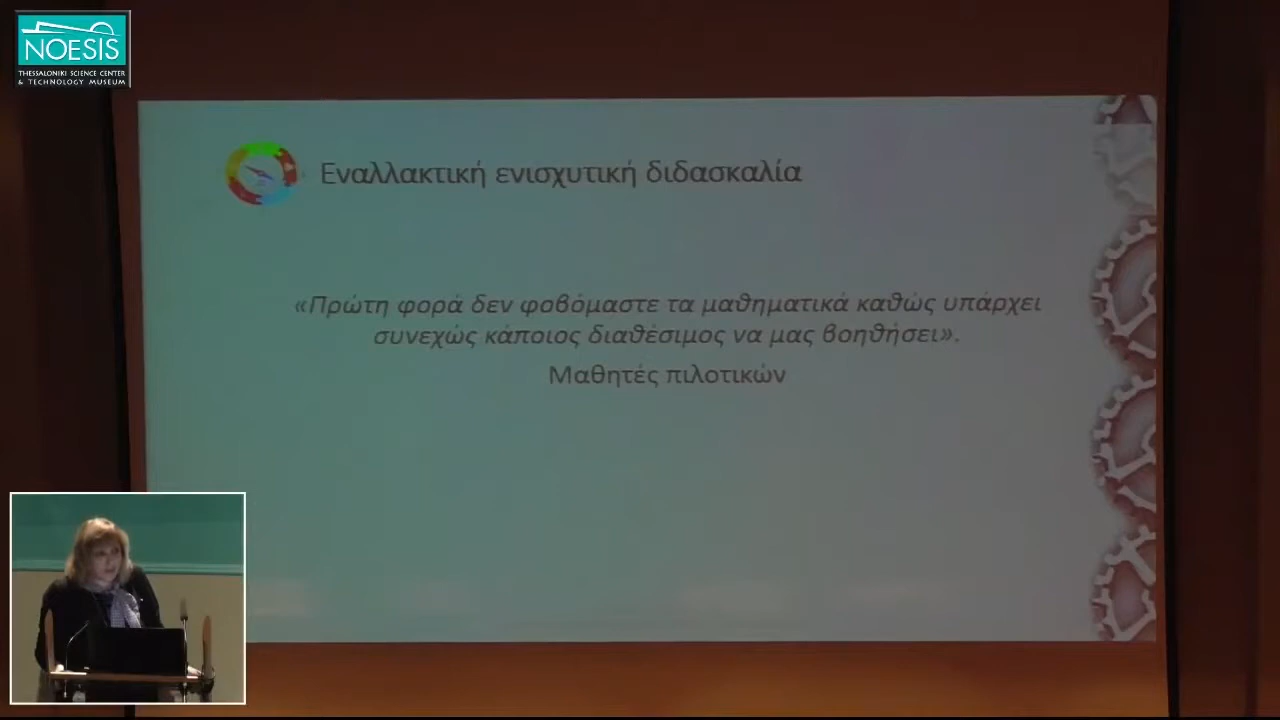 NOESIS
THESSALONIKI SCIENCE CENTER
& TECHNOLOGY MUSEUM
Εναλλακτική ενισχυτική διδασκαλία
«Πρώτη φορά δεν φοβόμαστε τα μαθηματικά καθώς υπάρχει
συνεχώς κάποιος διαθέσιμος να μας βοηθήσει».
Μαθητές πιλοτικών